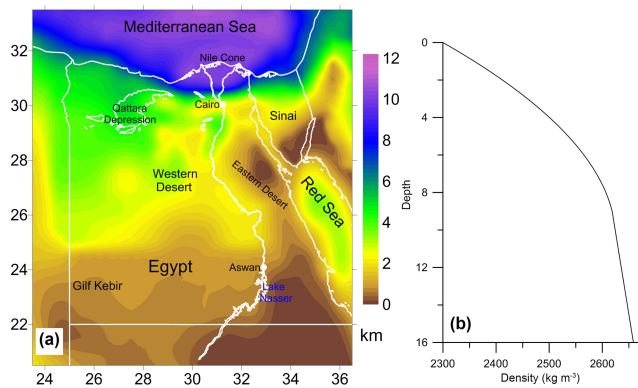 Mediterranean Sea
Nile Cone
Qattara
Depression
Cairo
Sinai
Western
Desert
Eastern Desert
Red Sea
Egypt
Aswan
Gilf Kebir
Lake
Nasser
(a)
32
30
28
26
24
22
24
26
28
30
32
34
36
12
10
8
6
4
2
0
km
0
4
8
12
16
Depth
(b)
2300
2400
2500
2600
Density (kg m⁻³)